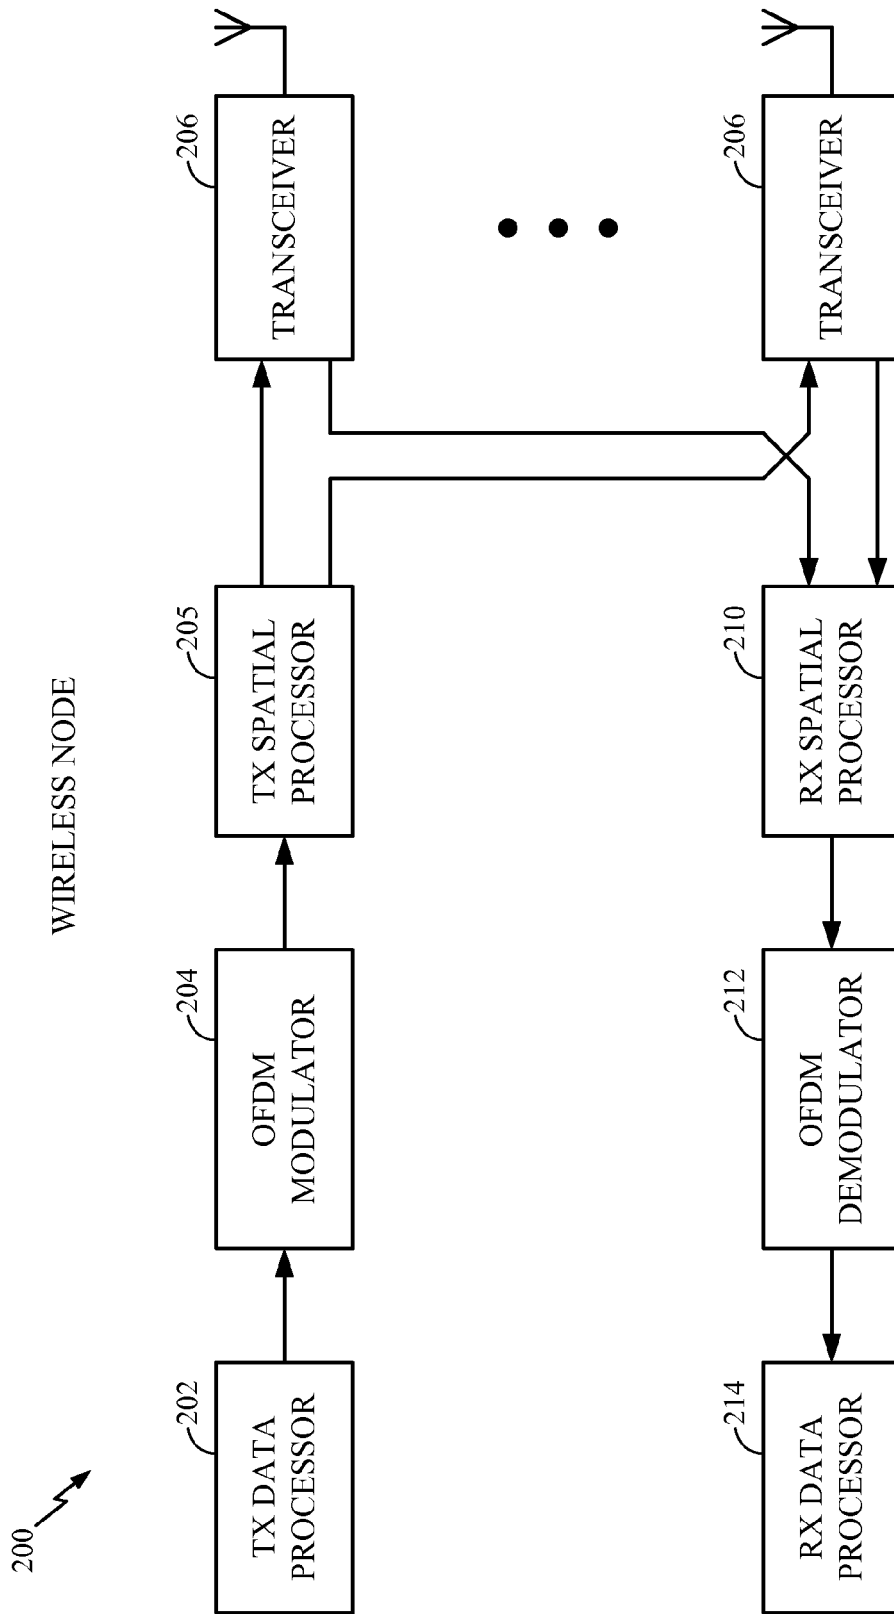 200
WIRELESS NODE
202
TX DATA
PROCESSOR
204
OFDM
MODULATOR
205
TX SPATIAL
PROCESSOR
206
TRANSCEIVER
214
RX DATA
PROCESSOR
212
OFDM
DEMODULATOR
210
RX SPATIAL
PROCESSOR
206
TRANSCEIVER